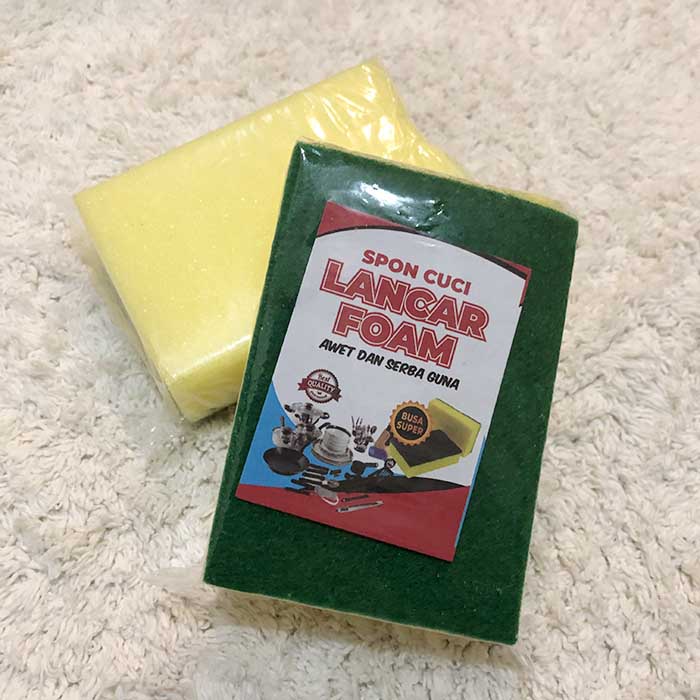 SPON CUCI
LANCAR
FOAM
AWET DAN SERBA GUNA
Best
QUALITY
BUSA
SUPER